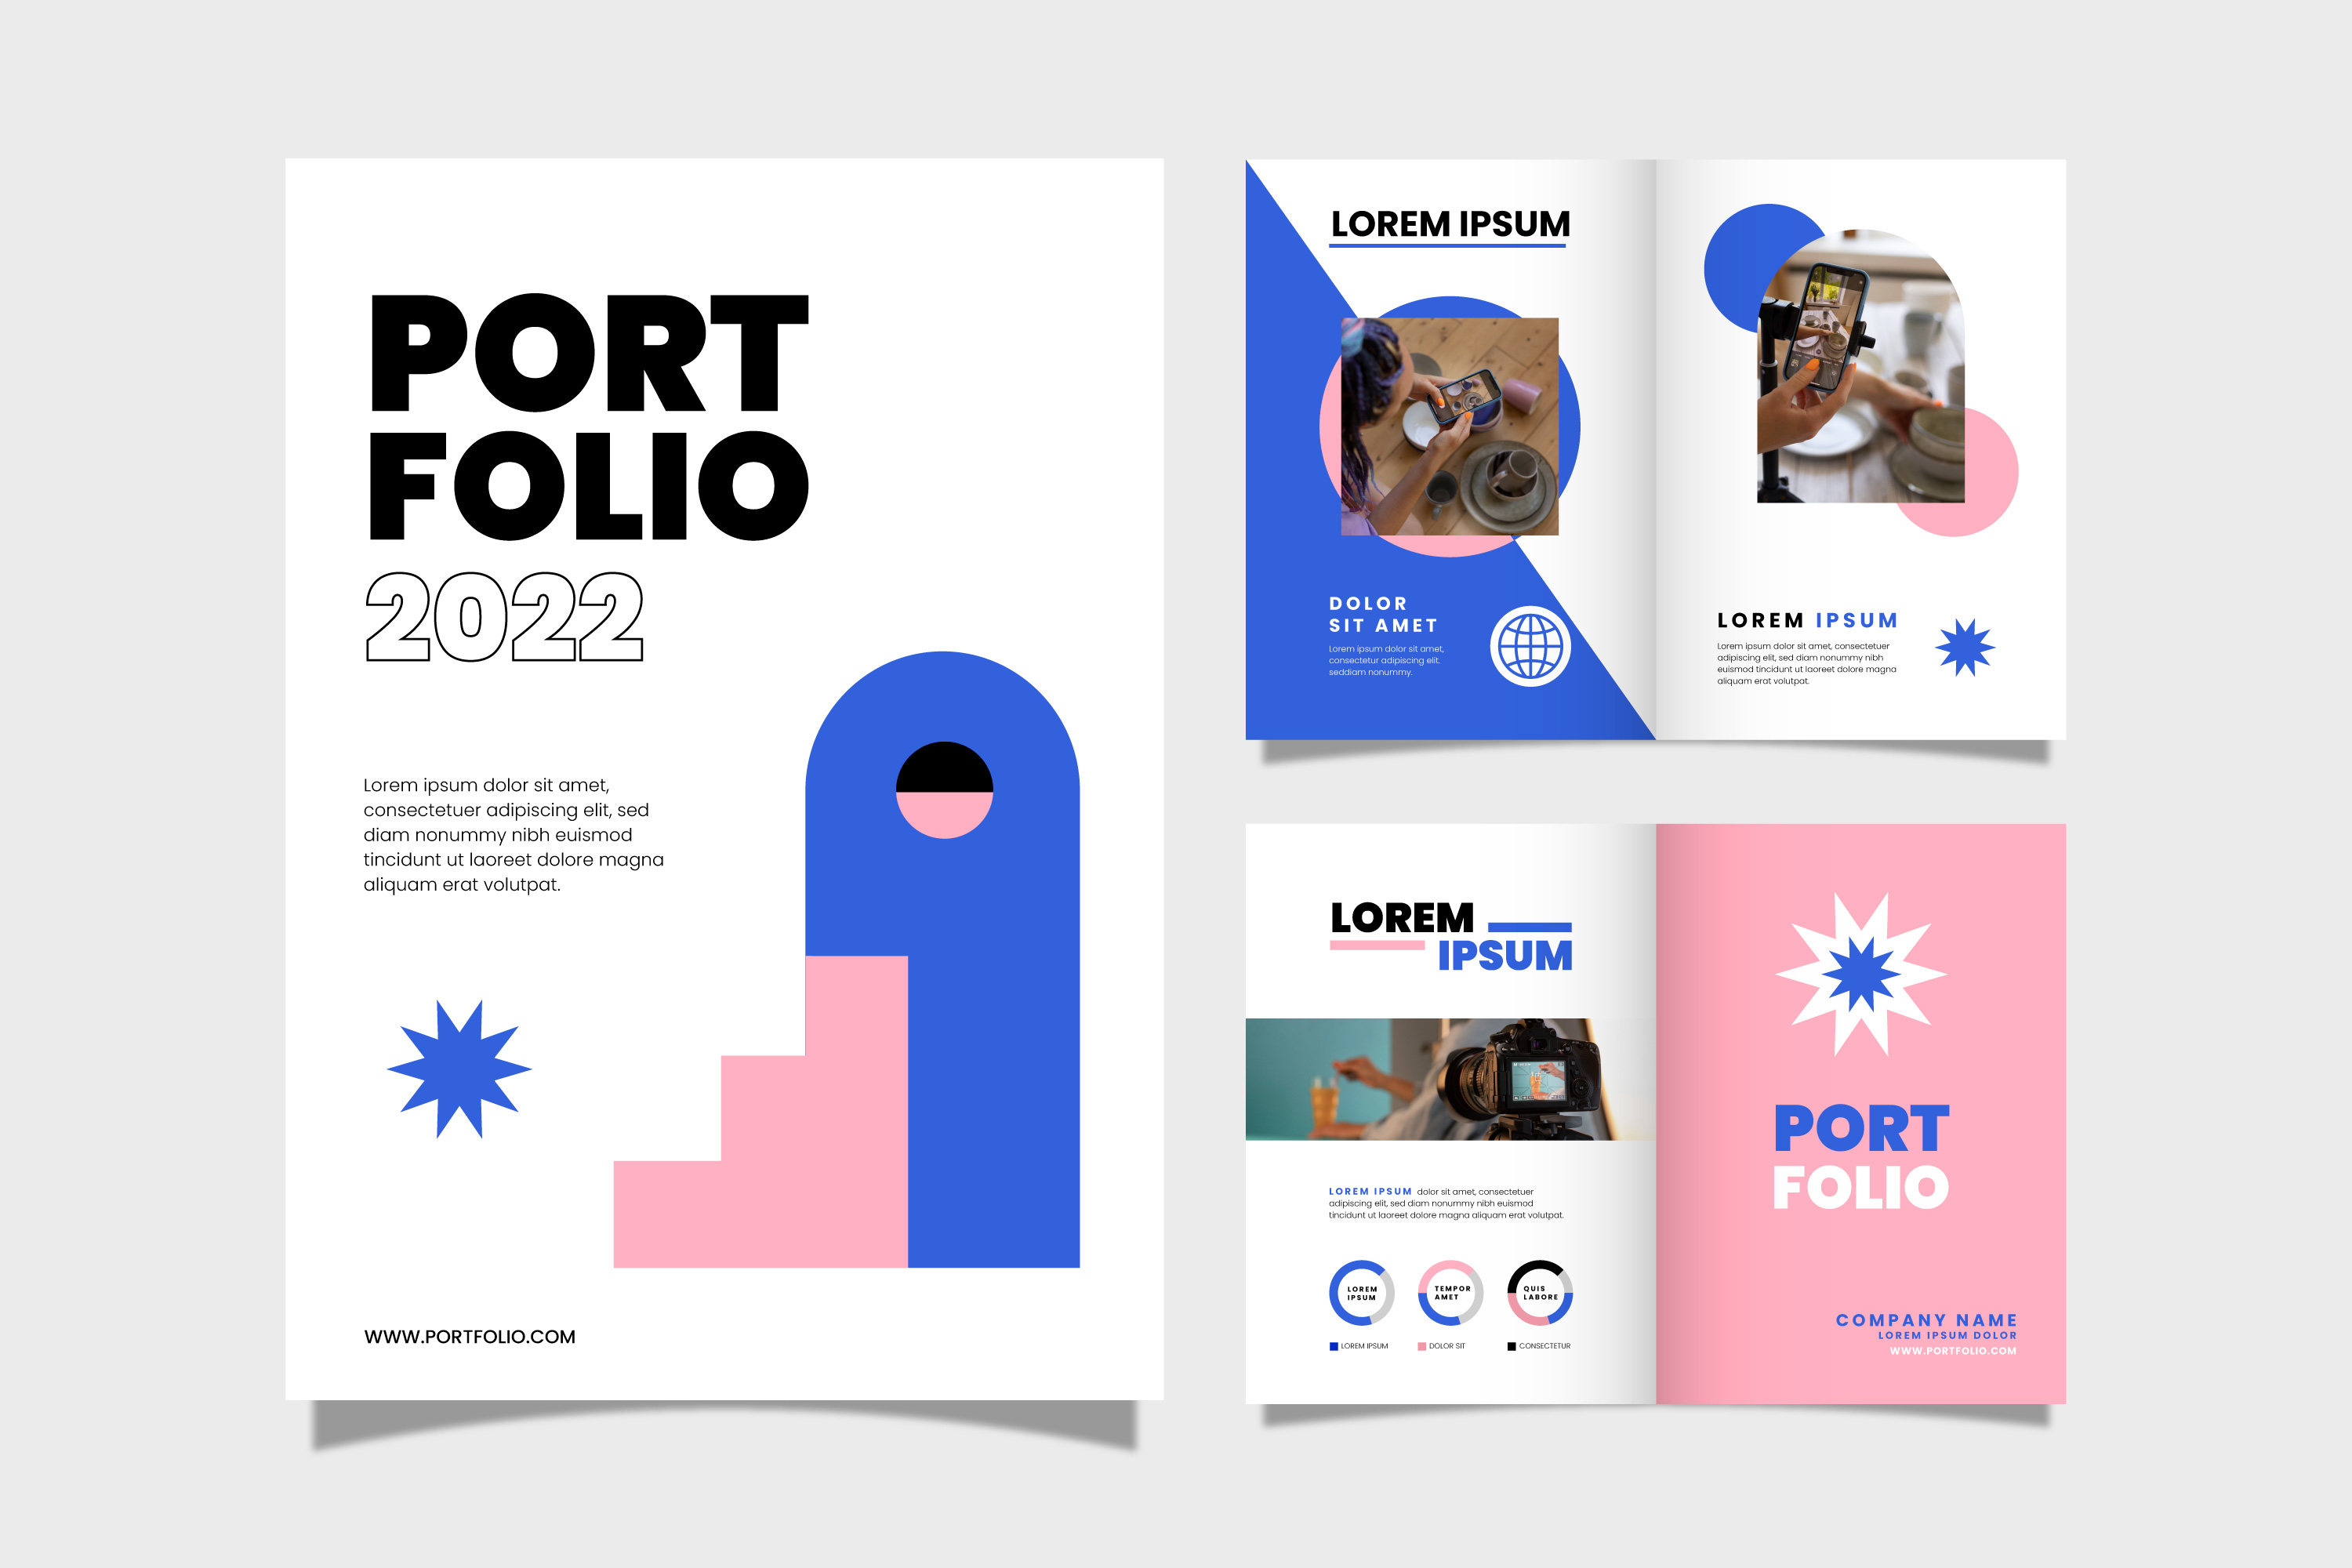 PORT
FOLIO
2022
Lorem ipsum dolor sit amet,
consectetuer adipiscing elit, sed
diam nonummy nibh euismod
tincidunt ut laoreet dolore magna
aliquam erat volutpat.
WWW.PORTFOLIO.COM
LOREM IPSUM
DOLOR
SIT AMET
Lorem ipsum dolor sit amet,
consectetur adipiscing elit.
seddiam nonummy.
LOREM IPSUM
Lorem ipsum dolor sit amet, consectetuer
adipiscing elit, sed diam nonummy nibh
euismod tincidunt ut laoreet dolore magna
aliquam erat volutpat.
LOREM
IPSUM
LOREM IPSUM dolor sit amet, consectetuer
adipiscing elit, sed diam nonummy nibh euismod
tincidunt ut laoreet dolore magna aliquam erat volutpat.
LOREM
IPSUM
TEMPOR
AMET
QUIS
LABORE
LOREM IPSUM
DOLOR SIT
CONSECTETUR
PORT
FOLIO
COMPANY NAME
LOREM IPSUM DOLOR
WWW.PORTFOLIO.COM